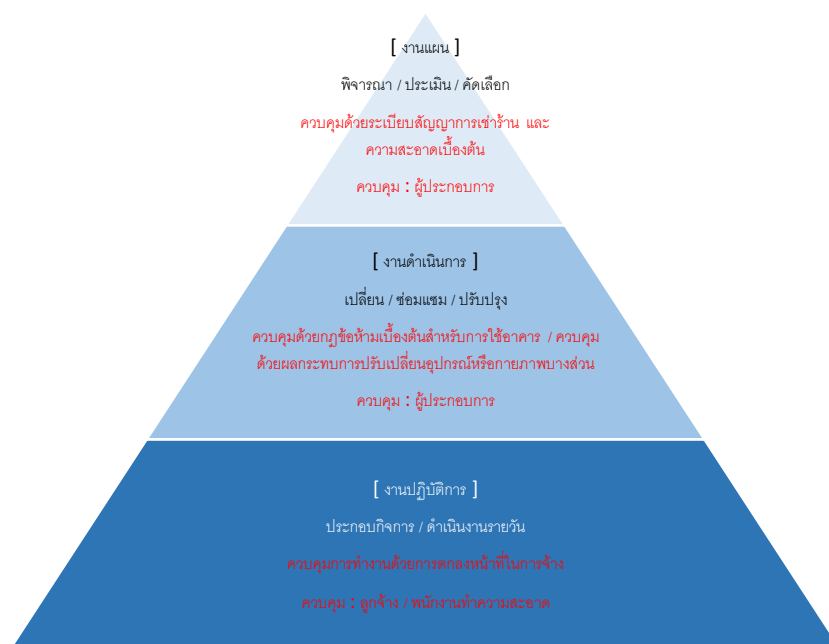 [ งานแผน ]
พิจารณา / ประเมิน / คัดเลือก
ควบคุมด้วยระเบียบสัญญาการเช่าร้าน และ
ความสะอาดเบื้องต้น
ควบคุม : ผู้ประกอบการ
[ งานดำเนินการ ]
เปลี่ยน / ซ่อมแซม / ปรับปรุง
ควบคุมด้วยกฎข้อห้ามเบื้องต้นสำหรับการใช้อาคาร / ควบคุม
ด้วยผลกระทบการปรับเปลี่ยนอุปกรณ์หรือกายภาพบางส่วน
ควบคุม : ผู้ประกอบการ
[ งานปฏิบัติการ ]
ประกอบกิจการ / ดำเนินงานรายวัน
ควบคุมการทำงานด้วยการตกลงหน้าที่ในการจ้าง
ควบคุม : ลูกจ้าง / พนักงานทำความสะอาด